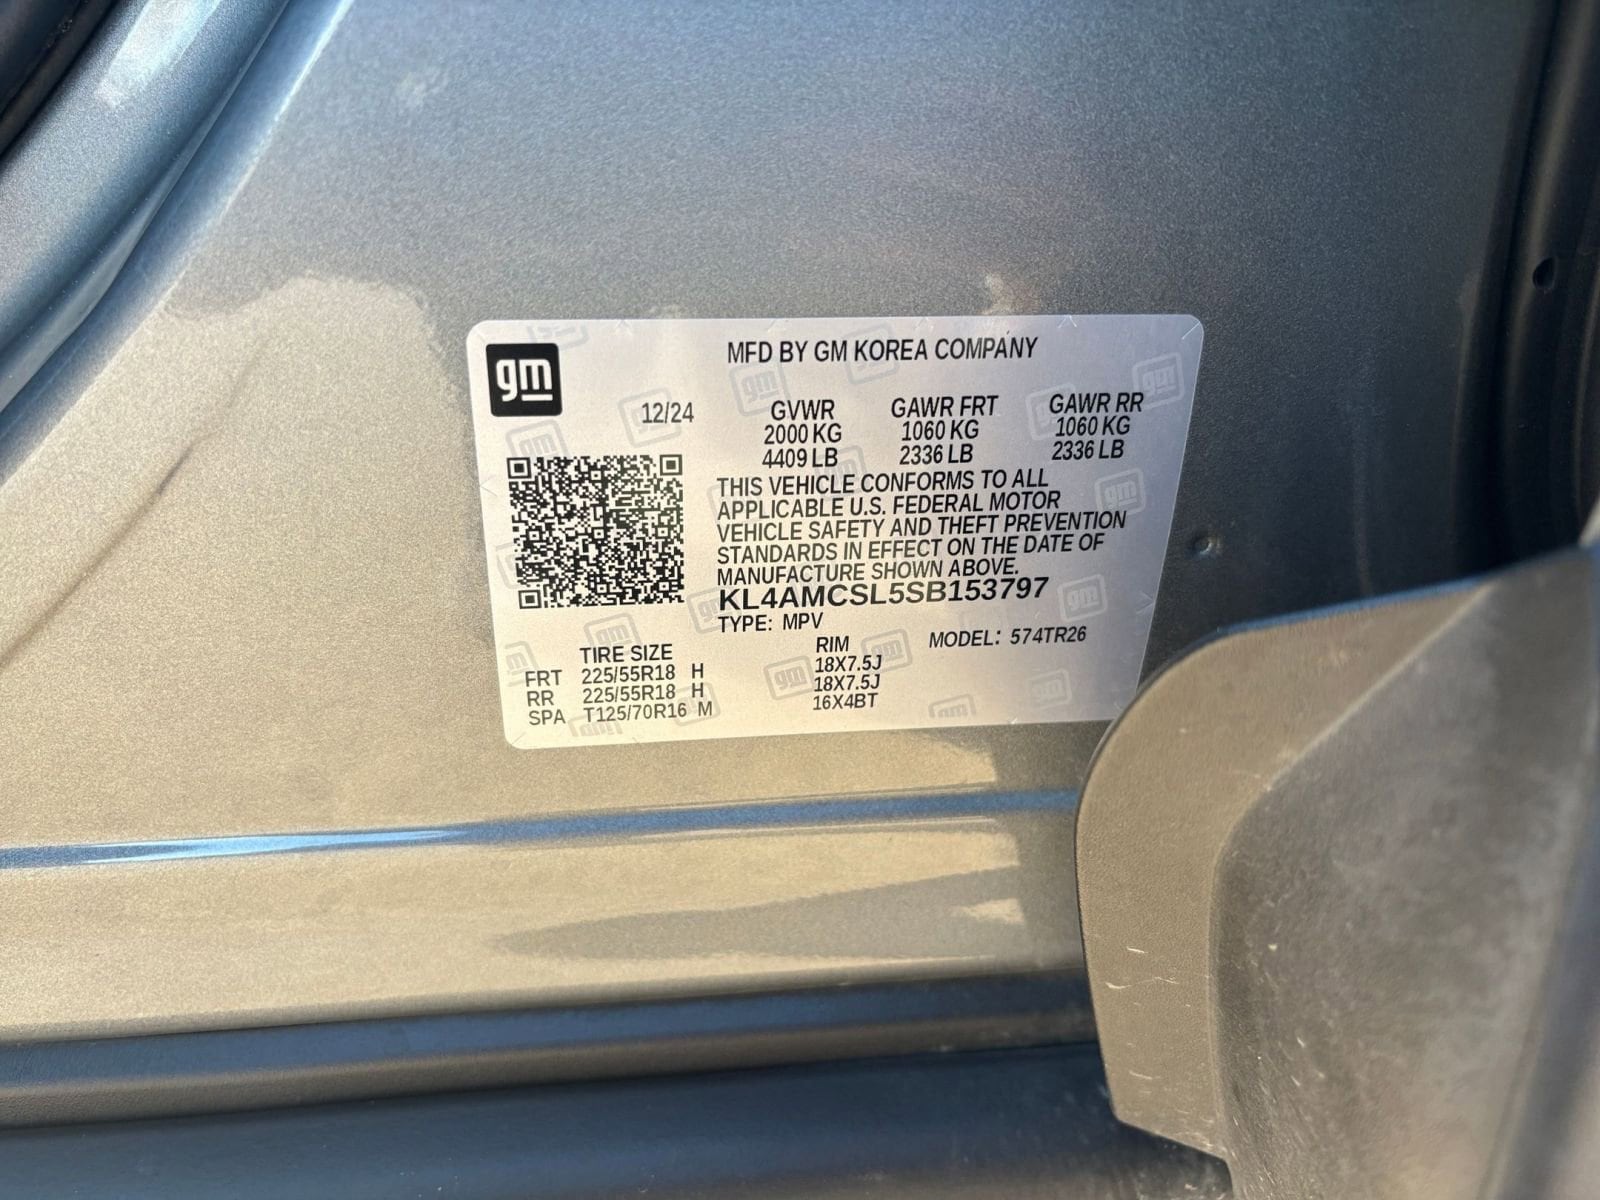 gm
MFD BY GM KOREA COMPANY
12/24
GVWR GAWR FRT GAWR RR
2000 KG 1060 KG 1060 KG
4409 LB 2336 LB 2336 LB
THIS VEHICLE CONFORMS TO ALL
APPLICABLE U.S. FEDERAL MOTOR
VEHICLE SAFETY AND THEFT PREVENTION
STANDARDS IN EFFECT ON THE DATE OF
MANUFACTURE SHOWN ABOVE.
KL4AMCSL5SB153797
TYPE: MPV
MODEL: 574TR26
TIRE SIZE RIM
FRT 225/55R18 H 18X7.5J
RR 225/55R18 H 18X7.5J
SPA T125/70R16 M 16X4BT